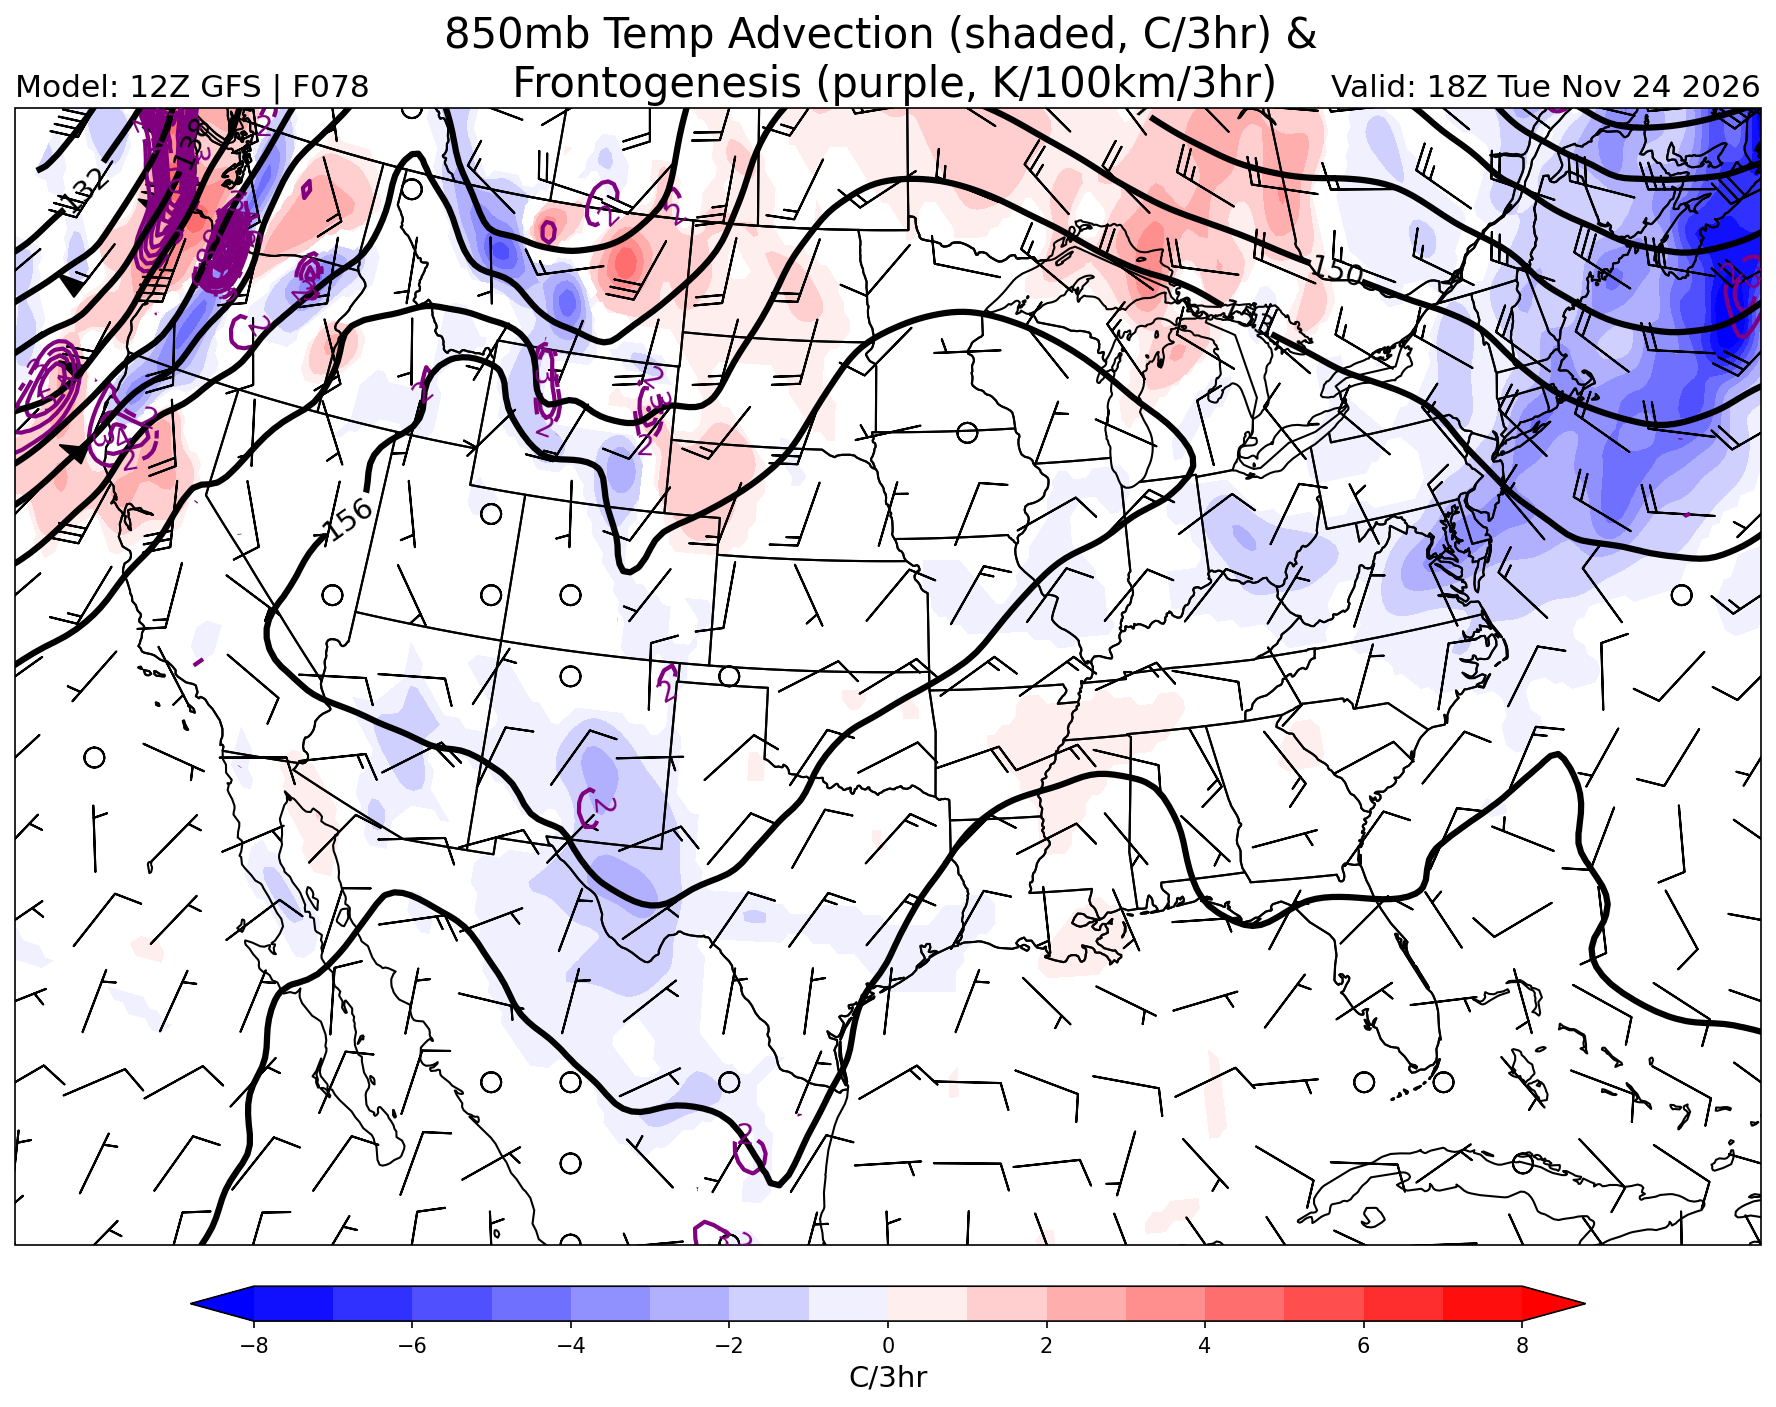 850mb Temp Advection (shaded, C/3hr) &
Frontogenesis (purple, K/100km/3hr)
Model: 12Z GFS | F078
Valid: 18Z Tue Nov 24 2026
132
138
150
156
−8 −6 −4 −2 0 2 4 6 8
C/3hr